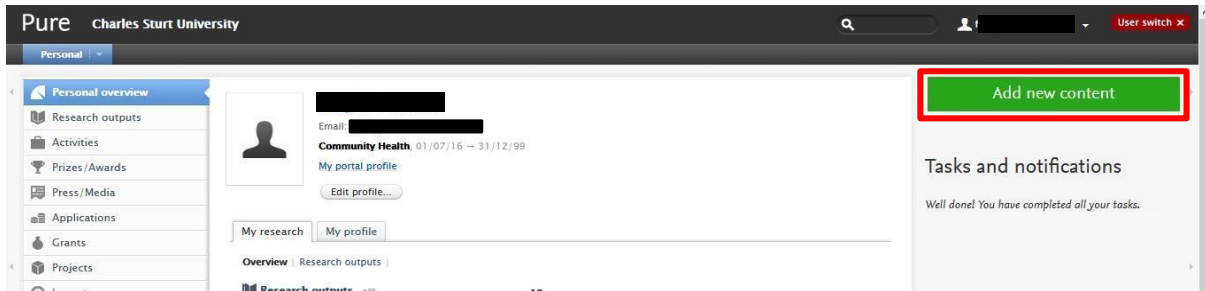 Pure Charles Sturt University
User switch ×
Personal
Personal overview
Research outputs
Activities
Prizes/Awards
Press/Media
Applications
Grants
Projects
Email:
Community Health, 01/07/16 – 31/12/99
My portal profile
Edit profile...
My research My profile
Overview | Research outputs |
Research outputs
Add new content
Tasks and notifications
Well done! You have completed all your tasks.